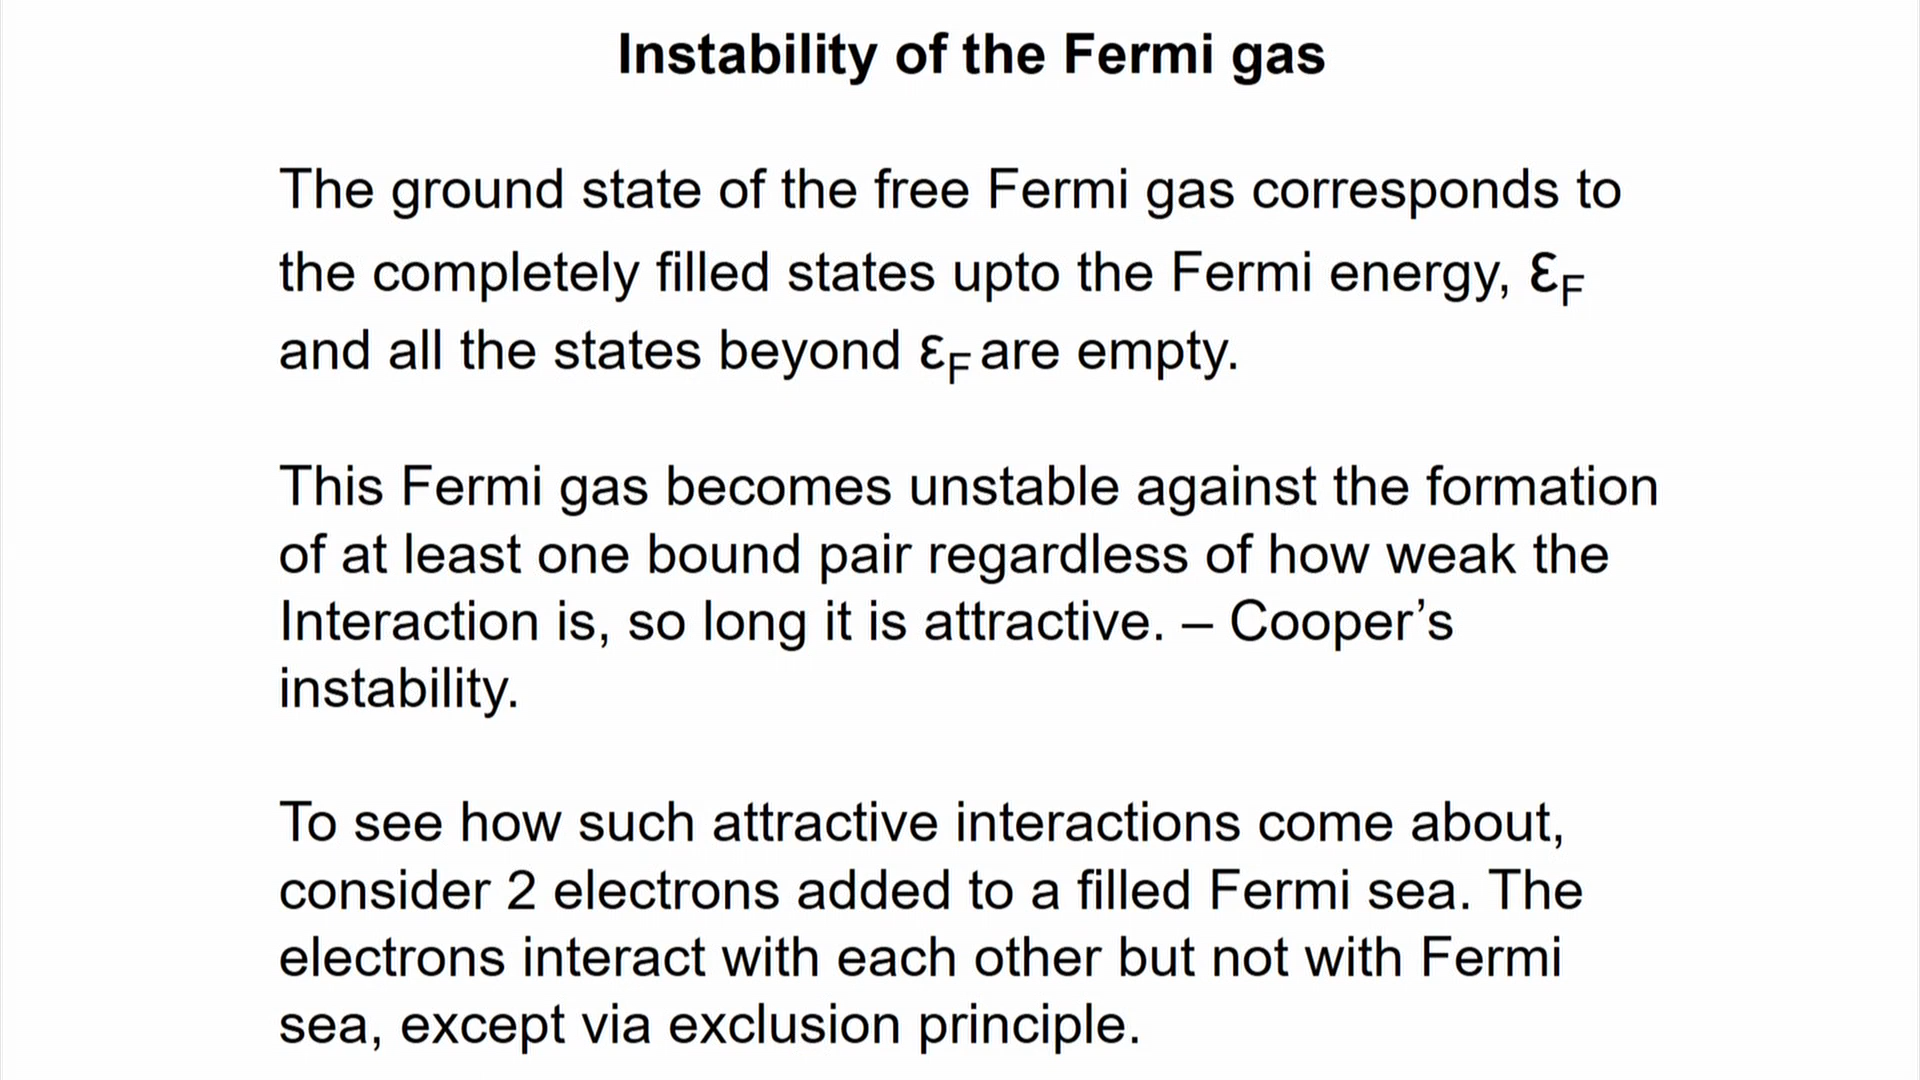 Instability of the Fermi gas
The ground state of the free Fermi gas corresponds to
the completely filled states upto the Fermi energy, ε_F
and all the states beyond ε_F are empty.
This Fermi gas becomes unstable against the formation
of at least one bound pair regardless of how weak the
Interaction is, so long it is attractive. – Cooper’s
instability.
To see how such attractive interactions come about,
consider 2 electrons added to a filled Fermi sea. The
electrons interact with each other but not with Fermi
sea, except via exclusion principle.